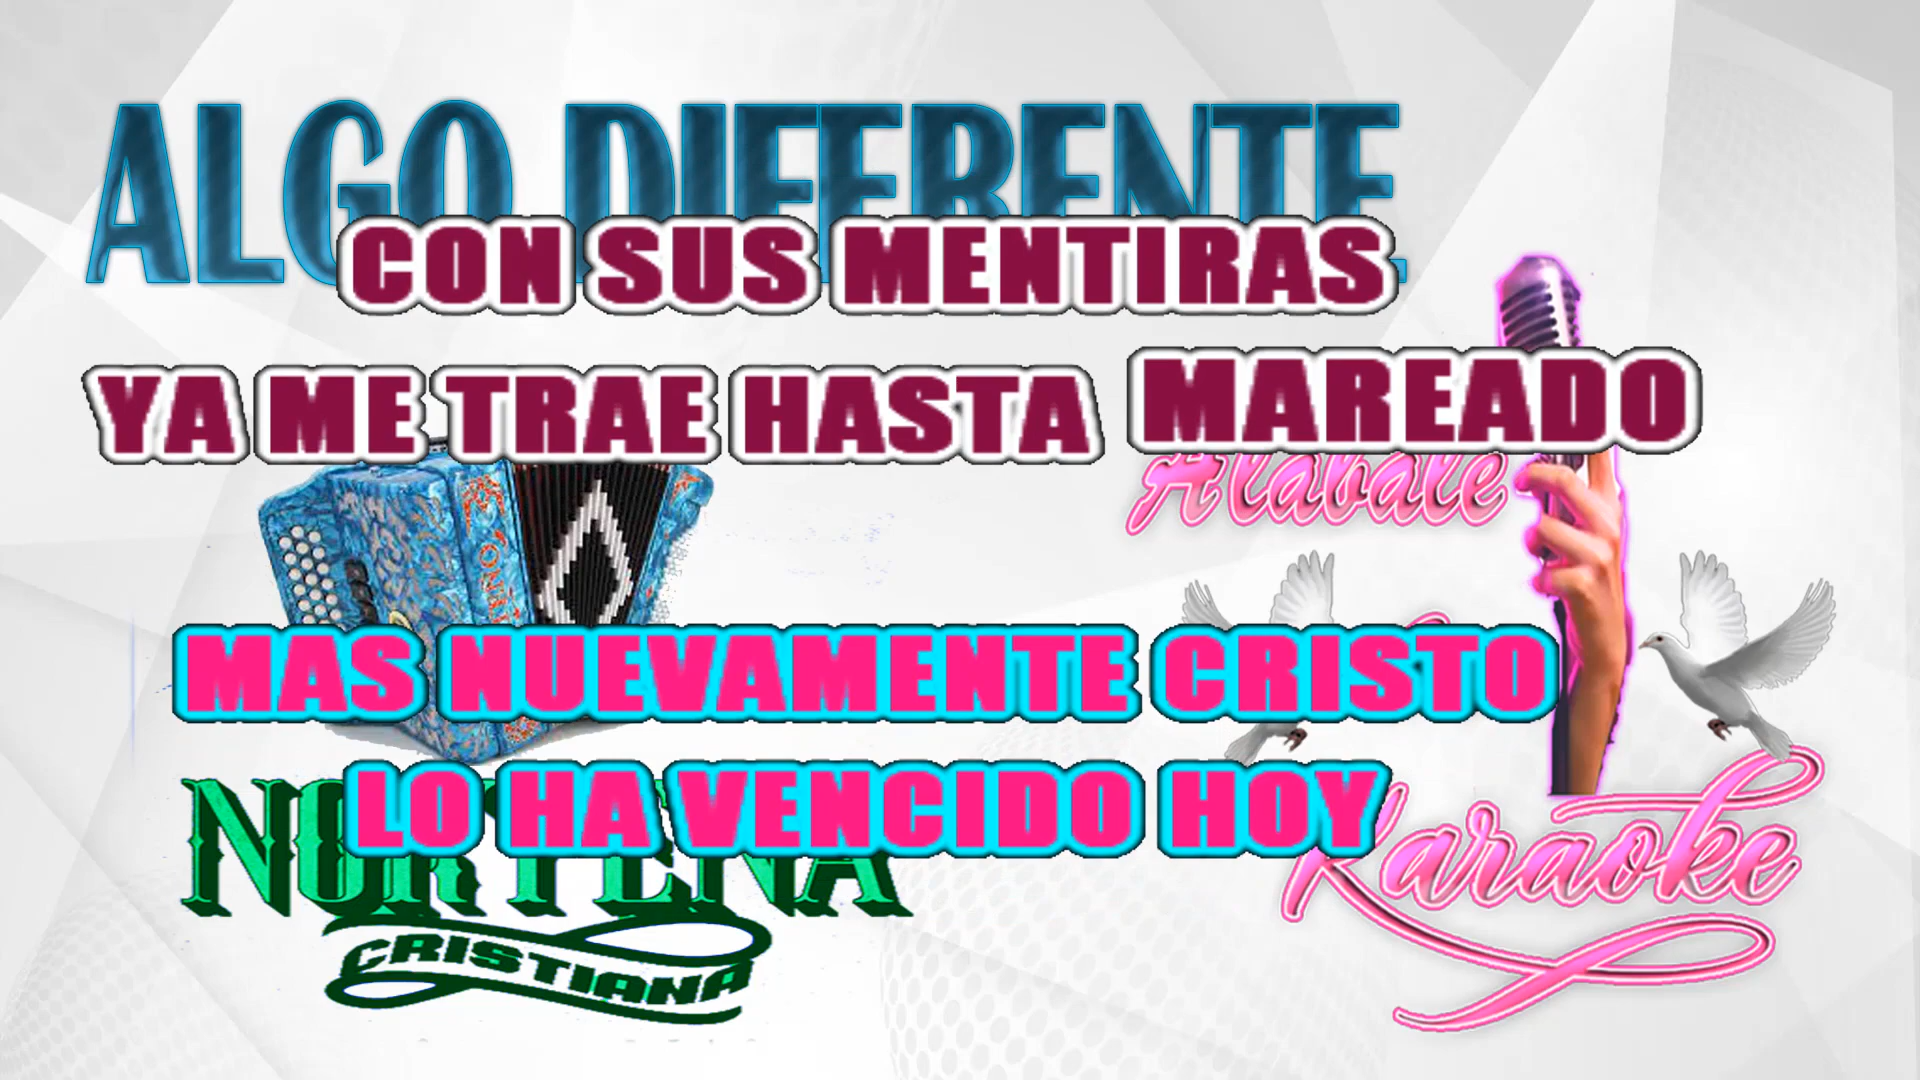 ALGO DIFERENTE
CON SUS MENTIRAS
YA ME TRAE HASTA MAREADO
Alabale
MAS NUEVAMENTE CRISTO
LO HA VENCIDO HOY
NORTEÑA
Karaoke
CRISTIANA